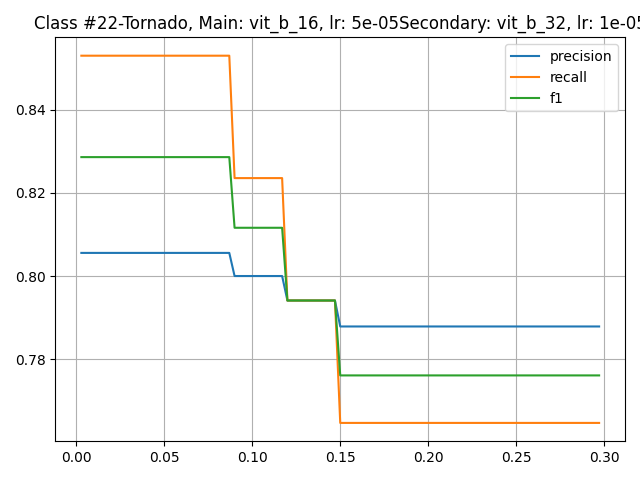 Class #22-Tornado, Main: vit_b_16, lr: 5e-05Secondary: vit_b_32, lr: 1e-05
precision
recall
f1
0.84
0.82
0.80
0.78
0.00 0.05 0.10 0.15 0.20 0.25 0.30